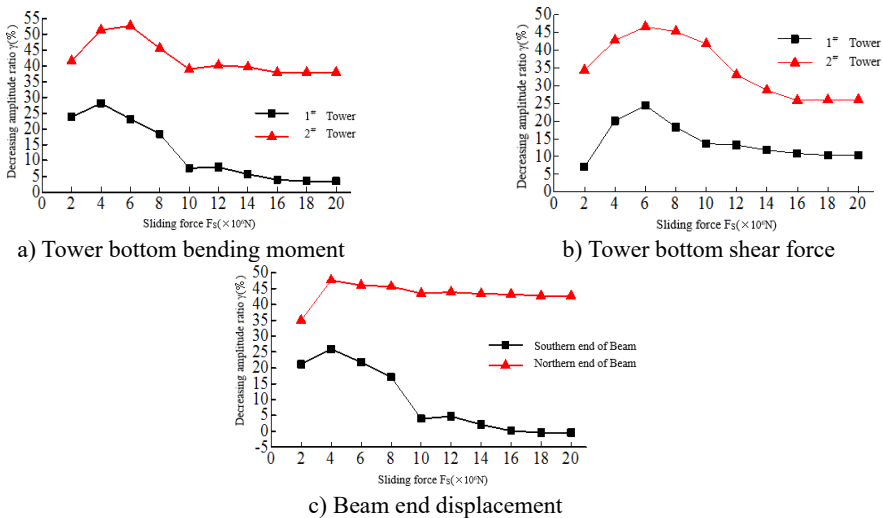 Decreasing amplitude ratio γ(%)
55
50
45
40
35
30
25
20
15
10
5
0
0 2 4 6 8 10 12 14 16 18 20
Sliding force FS(×10⁶N)
1# Tower
2# Tower
a) Tower bottom bending moment
Decreasing amplitude ratio γ(%)
50
45
40
35
30
25
20
15
10
5
0
0 2 4 6 8 10 12 14 16 18 20
Sliding force FS(×10⁶N)
1# Tower
2# Tower
b) Tower bottom shear force
Decreasing amplitude ratio γ(%)
50
45
40
35
30
25
20
15
10
5
0
-5
0 2 4 6 8 10 12 14 16 18 20
Sliding force FS(×10⁶N)
Southern end of Beam
Northern end of Beam
c) Beam end displacement